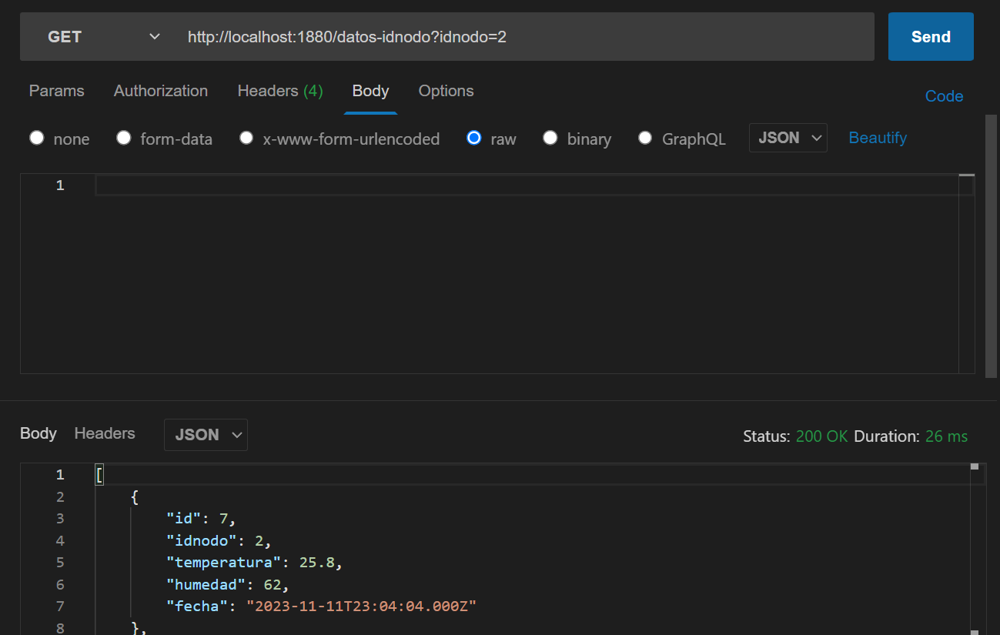 GET http://localhost:1880/datos-idnodo?idnodo=2 Send
Params Authorization Headers (4) Body Options Code
none form-data x-www-form-urlencoded raw binary GraphQL JSON Beautify
1
Body Headers JSON Status: 200 OK Duration: 26 ms
1 [
2 {
3 "id": 7,
4 "idnodo": 2,
5 "temperatura": 25.8,
6 "humedad": 62,
7 "fecha": "2023-11-11T23:04:04.000Z"
8 },